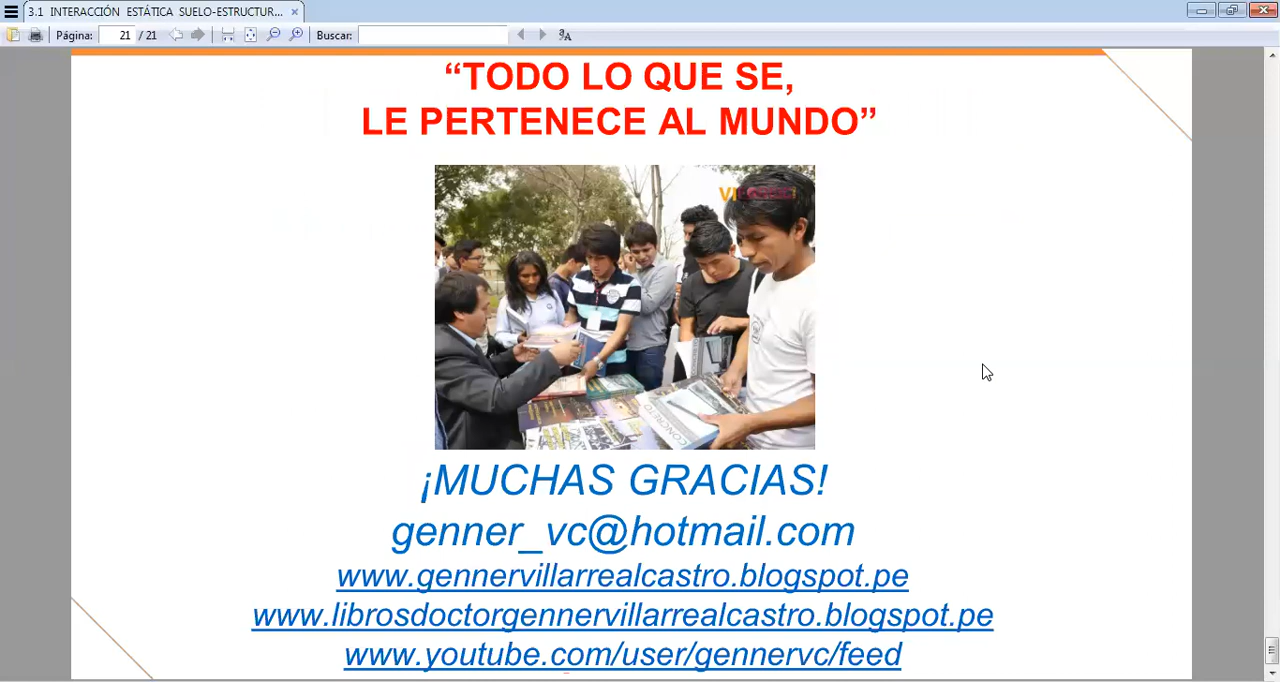 3.1 INTERACCIÓN ESTÁTICA SUELO-ESTRUCTUR...
Página: 21 / 21 Buscar:
“TODO LO QUE SE,
LE PERTENECE AL MUNDO”
CONCRETO
¡MUCHAS GRACIAS!
genner_vc@hotmail.com
www.gennervillarrealcastro.blogspot.pe
www.librosdoctorgennervillarrealcastro.blogspot.pe
www.youtube.com/user/gennervc/feed